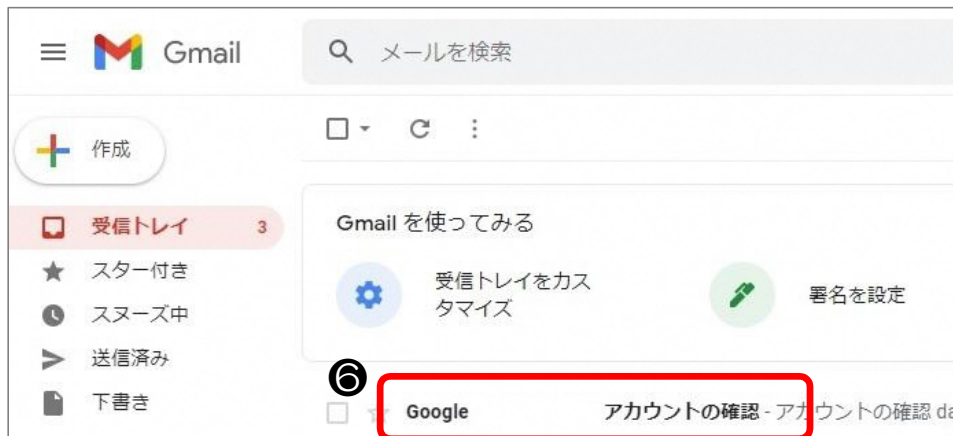 Gmail
メールを検索
作成
受信トレイ 3
Gmail を使ってみる
スター付き
受信トレイをカス
タマイズ
署名を設定
スヌーズ中
送信済み
下書き
❻
Google アカウントの確認 - アカウントの確認 da